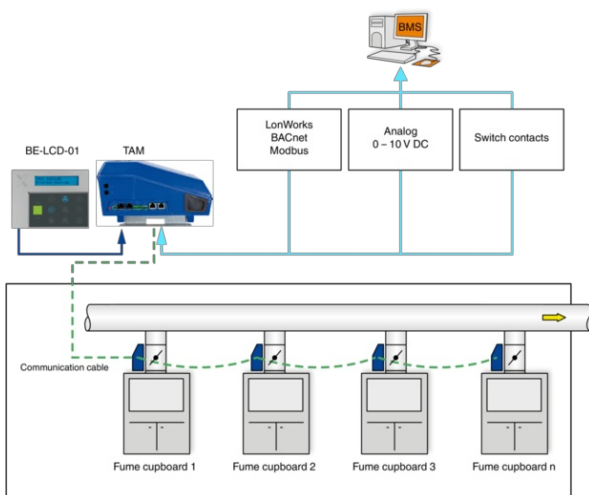 BMS
LonWorks
BACnet
Modbus
Analog
0 – 10 V DC
Switch contacts
BE-LCD-01
TAM
Communication cable
Fume cupboard 1
Fume cupboard 2
Fume cupboard 3
Fume cupboard n